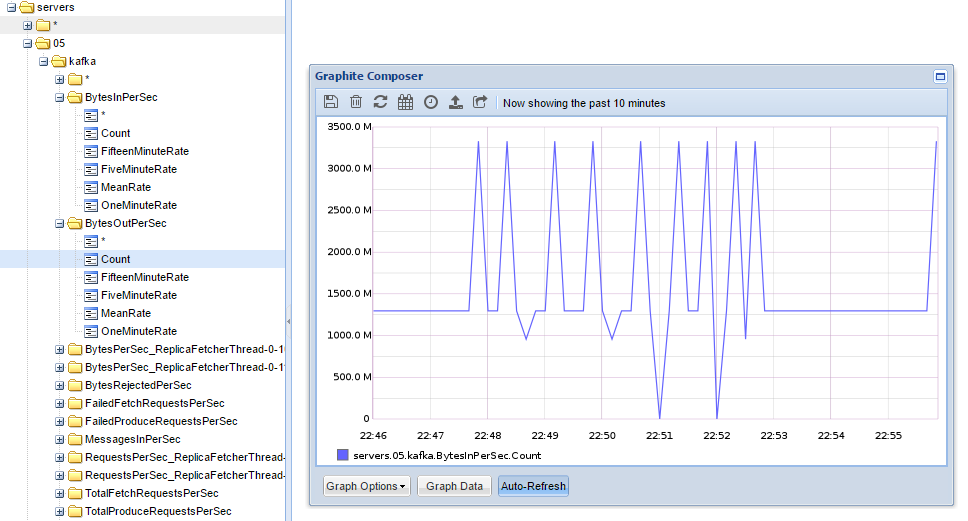 servers
*
05
kafka
*
BytesInPerSec
*
Count
FifteenMinuteRate
FiveMinuteRate
MeanRate
OneMinuteRate
BytesOutPerSec
*
Count
FifteenMinuteRate
FiveMinuteRate
MeanRate
OneMinuteRate
BytesPerSec_ReplicaFetcherThread-0-1
BytesPerSec_ReplicaFetcherThread-0-1
BytesRejectedPerSec
FailedFetchRequestsPerSec
FailedProduceRequestsPerSec
MessagesInPerSec
RequestsPerSec_ReplicaFetcherThread-
RequestsPerSec_ReplicaFetcherThread-
TotalFetchRequestsPerSec
TotalProduceRequestsPerSec
Graphite Composer
Now showing the past 10 minutes
3500.0 M
3000.0 M
2500.0 M
2000.0 M
1500.0 M
1000.0 M
500.0 M
0
22:46 22:47 22:48 22:49 22:50 22:51 22:52 22:53 22:54 22:55
servers.05.kafka.BytesInPerSec.Count
Graph Options Graph Data Auto-Refresh